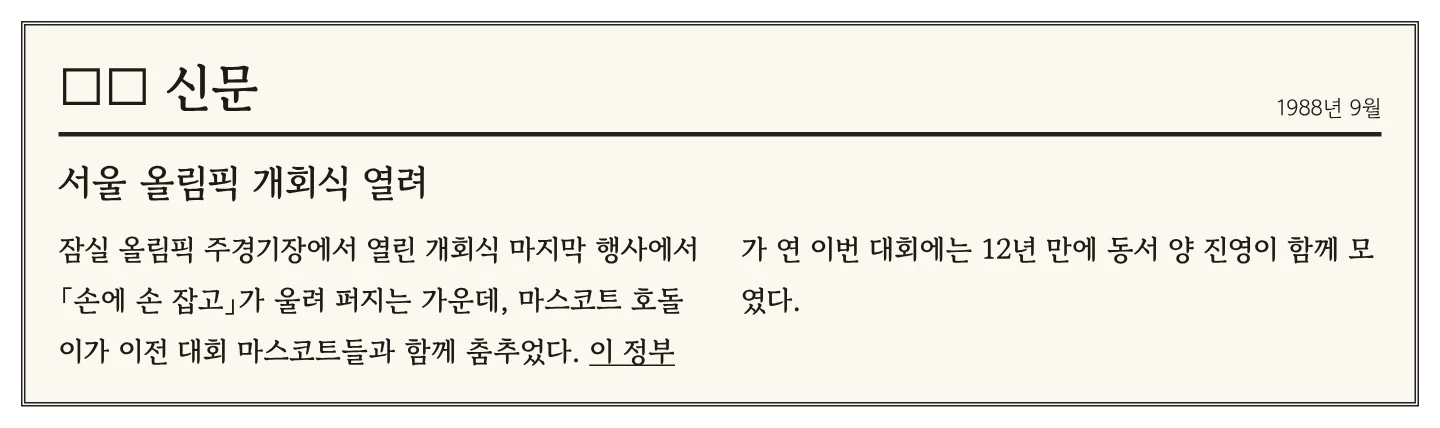 □□ 신문
1988년 9월
서울 올림픽 개회식 열려
잠실 올림픽 주경기장에서 열린 개회식 마지막 행사에서
「손에 손 잡고」가 울려 퍼지는 가운데, 마스코트 호돌
이가 이전 대회 마스코트들과 함께 춤추었다. 이 정부
가 연 이번 대회에는 12년 만에 동서 양 진영이 함께 모
였다.